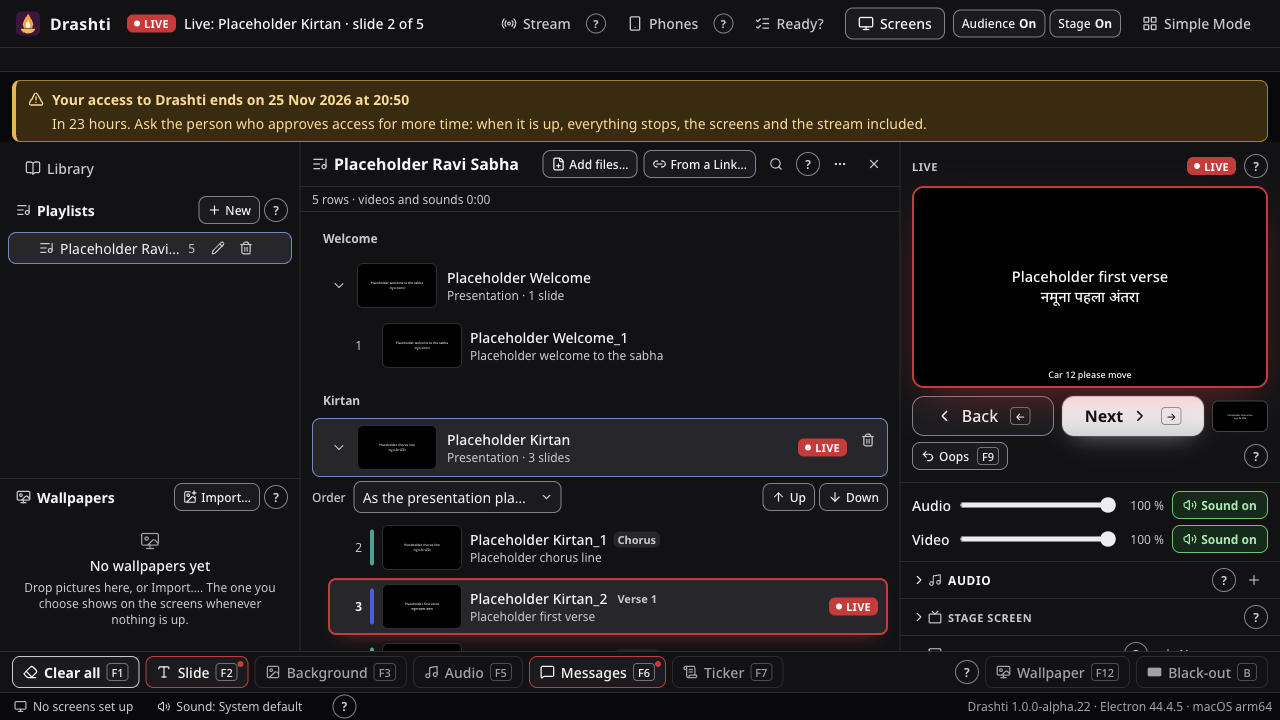 Drashti
LIVE
Live: Placeholder Kirtan · slide 2 of 5
Stream
?
Phones
?
Ready?
Screens
Audience On
Stage On
Simple Mode
Your access to Drashti ends on 25 Nov 2026 at 20:50
In 23 hours. Ask the person who approves access for more time: when it is up, everything stops, the screens and the stream included.
Library
Playlists
+ New
?
Placeholder Ravi...
5
Wallpapers
Import...
?
No wallpapers yet
Drop pictures here, or Import.... The one you
choose shows on the screens whenever
nothing is up.
Placeholder Ravi Sabha
Add files...
From a Link...
?
5 rows · videos and sounds 0:00
Welcome
Placeholder Welcome
Presentation · 1 slide
1
Placeholder Welcome_1
Placeholder welcome to the sabha
Kirtan
Placeholder Kirtan
Presentation · 3 slides
LIVE
Order
As the presentation pla...
Up
Down
2
Placeholder Kirtan_1
Chorus
Placeholder chorus line
3
Placeholder Kirtan_2
Verse 1
Placeholder first verse
LIVE
LIVE
LIVE
?
Placeholder first verse
नमूना पहला अंतरा
Car 12 please move
Back
Next
Oops F9
?
Audio
100 %
Sound on
Video
100 %
Sound on
AUDIO
?
STAGE SCREEN
?
Clear all F1
Slide F2
Background F3
Audio F5
Messages F6
Ticker F7
?
Wallpaper F12
Black-out B
No screens set up
Sound: System default
?
Drashti 1.0.0-alpha.22 · Electron 44.4.5 · macOS arm64